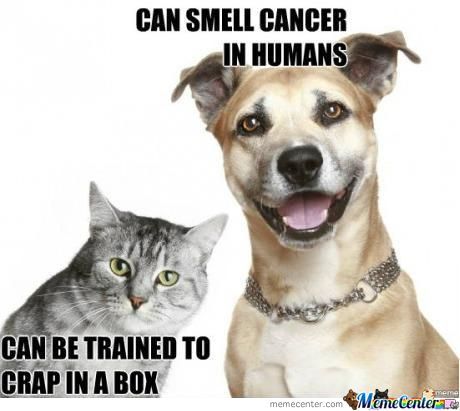 CAN SMELL CANCER
IN HUMANS
CAN BE TRAINED TO
CRAP IN A BOX
memecenter.com
MemeCenter